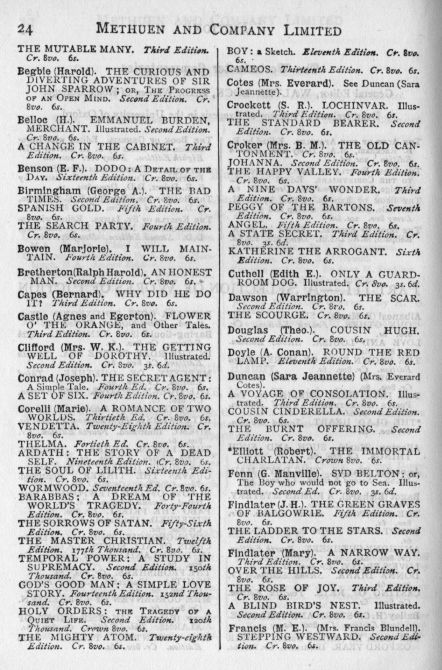 24 METHUEN AND COMPANY LIMITED
THE MUTABLE MANY. Third Edition.
Cr. 8vo. 6s.
Begbie (Harold). THE CURIOUS AND
DIVERTING ADVENTURES OF SIR
JOHN SPARROW; OR, THE PROGRESS
OF AN OPEN MIND. Second Edition. Cr.
8vo. 6s.
Belloc (H.). EMMANUEL BURDEN,
MERCHANT. Illustrated. Second Edition.
Cr. 8vo. 6s.
A CHANGE IN THE CABINET. Third
Edition. Cr. 8vo. 6s.
Benson (E. F.). DODO: A DETAIL OF THE
DAY. Sixteenth Edition. Cr. 8vo. 6s.
Birmingham (George A.). THE BAD
TIMES. Second Edition. Cr. 8vo. 6s.
SPANISH GOLD. Fifth Edition. Cr.
8vo. 6s.
THE SEARCH PARTY. Fourth Edition.
Cr. 8vo. 6s.
Bowen (Marjorie). I WILL MAIN-
TAIN. Fourth Edition. Cr. 8vo. 6s.
Bretherton (Ralph Harold). AN HONEST
MAN. Second Edition. Cr. 8vo. 6s.
Capes (Bernard). WHY DID HE DO
IT? Third Edition. Cr. 8vo. 6s.
Castle (Agnes and Egerton). FLOWER
O' THE ORANGE, and Other Tales.
Third Edition. Cr. 8vo. 6s.
Clifford (Mrs. W. K.). THE GETTING
WELL OF DOROTHY. Illustrated.
Second Edition. Cr. 8vo. 3s. 6d.
Conrad (Joseph). THE SECRET AGENT:
A Simple Tale. Fourth Ed. Cr. 8vo. 6s.
A SET OF SIX. Fourth Edition. Cr. 8vo. 6s.
Corelli (Marie). A ROMANCE OF TWO
WORLDS. Thirtieth Ed. Cr. 8vo. 6s.
VENDETTA. Twenty-Eighth Edition. Cr.
8vo. 6s.
THELMA. Fortieth Ed. Cr. 8vo. 6s.
ARDATH: THE STORY OF A DEAD
SELF. Nineteenth Edition. Cr. 8vo. 6s.
THE SOUL OF LILITH. Sixteenth Edi-
tion. Cr. 8vo. 6s.
WORMWOOD. Seventeenth Ed. Cr. 8vo. 6s.
BARABBAS: A DREAM OF THE
WORLD'S TRAGEDY. Forty-Fourth
Edition. Cr. 8vo. 6s.
THE SORROWS OF SATAN. Fifty-Sixth
Edition. Cr. 8vo. 6s.
THE MASTER CHRISTIAN. Twelfth
Edition. 177th Thousand. Cr. 8vo. 6s.
TEMPORAL POWER: A STUDY IN
SUPREMACY. Second Edition. 150th
Thousand. Cr. 8vo. 6s.
GOD'S GOOD MAN: A SIMPLE LOVE
STORY. Fourteenth Edition. 152nd Thou-
sand. Cr. 8vo. 6s.
HOLY ORDERS: THE TRAGEDY OF A
QUIET LIFE. Second Edition. 120th
Thousand. Crown 8vo. 6s.
THE MIGHTY ATOM. Twenty-eighth
Edition. Cr. 8vo. 6s.
BOY: a Sketch. Eleventh Edition. Cr. 8vo.
6s.
CAMEOS. Thirteenth Edition. Cr. 8vo. 6s.
Cotes (Mrs. Everard). See Duncan (Sara
Jeannette).
Crockett (S. R.). LOCHINVAR. Illus-
trated. Third Edition. Cr. 8vo. 6s.
THE STANDARD BEARER. Second
Edition. Cr. 8vo. 6s.
Croker (Mrs. B. M.). THE OLD CAN-
TONMENT. Cr. 8vo. 6s.
JOHANNA. Second Edition. Cr. 8vo. 6s.
THE HAPPY VALLEY. Fourth Edition.
Cr. 8vo. 6s.
A NINE DAYS' WONDER. Third
Edition. Cr. 8vo. 6s.
PEGGY OF THE BARTONS. Seventh
Edition. Cr. 8vo. 6s.
ANGEL. Fifth Edition. Cr. 8vo. 6s.
A STATE SECRET. Third Edition. Cr.
8vo. 3s. 6d.
KATHERINE THE ARROGANT. Sixth
Edition. Cr. 8vo. 6s.
Cuthell (Edith E.). ONLY A GUARD-
ROOM DOG. Illustrated. Cr. 8vo. 3s. 6d.
Dawson (Warrington). THE SCAR.
Second Edition. Cr. 8vo. 6s.
THE SCOURGE. Cr. 8vo. 6s.
Douglas (Theo.). COUSIN HUGH.
Second Edition. Cr. 8vo. 6s.
Doyle (A. Conan). ROUND THE RED
LAMP. Eleventh Edition. Cr. 8vo. 6s.
Duncan (Sara Jeannette) (Mrs. Everard
Cotes).
A VOYAGE OF CONSOLATION. Illus-
trated. Third Edition. Cr. 8vo. 6s.
COUSIN CINDERELLA. Second Edition.
Cr. 8vo. 6s.
THE BURNT OFFERING. Second
Edition. Cr. 8vo. 6s.
*Elliott (Robert). THE IMMORTAL
CHARLATAN. Crown 8vo. 6s.
Fenn (G. Manville). SYD BELTON; or,
The Boy who would not go to Sea. Illus-
trated. Second Ed. Cr. 8vo. 3s. 6d.
Findlater (J. H.). THE GREEN GRAVES
OF BALGOWRIE. Fifth Edition. Cr.
8vo. 6s.
THE LADDER TO THE STARS. Second
Edition. Cr. 8vo. 6s.
Findlater (Mary). A NARROW WAY.
Third Edition. Cr. 8vo. 6s.
OVER THE HILLS. Second Edition. Cr.
8vo. 6s.
THE ROSE OF JOY. Third Edition.
Cr. 8vo. 6s.
A BLIND BIRD'S NEST. Illustrated.
Second Edition. Cr. 8vo. 6s.
Francis (M. E.). (Mrs. Francis Blundell).
STEPPING WESTWARD. Second Edi-
tion. Cr. 8vo. 6s.